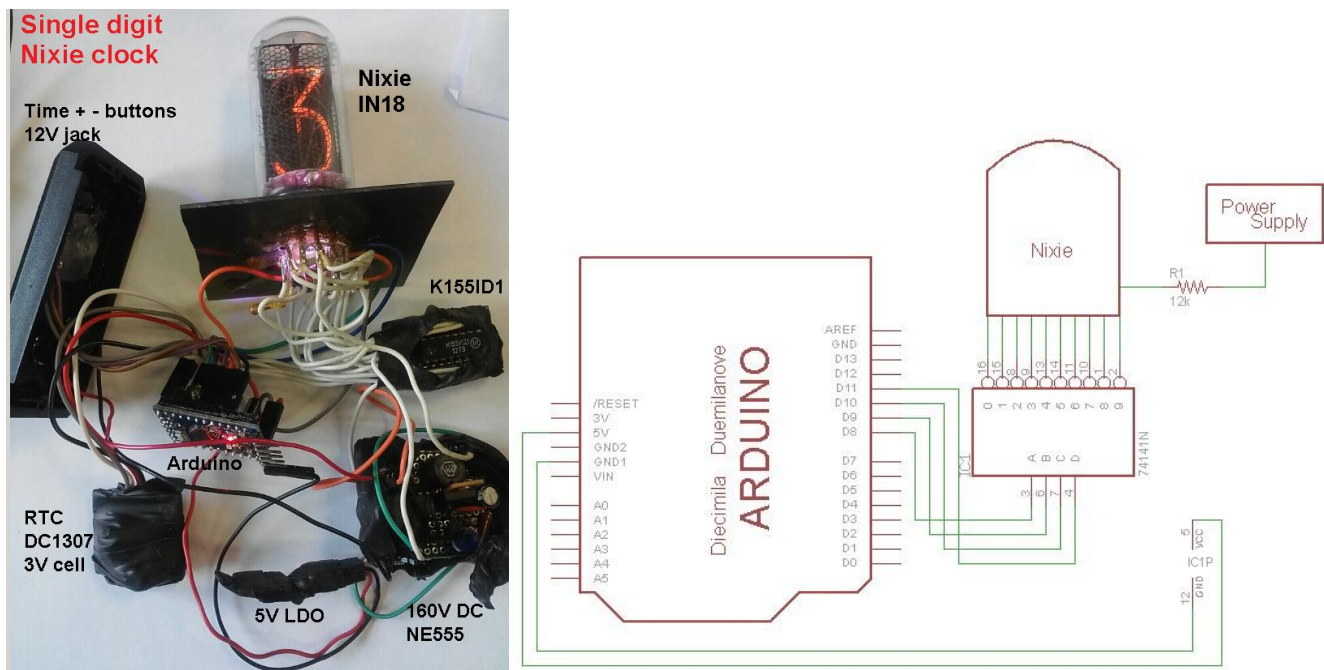 Single digit
Nixie clock
Nixie
IN18
Time + - buttons
12V jack
K155ID1
Arduino
RTC
DC1307
3V cell
5V LDO
160V DC
NE555
Diecimila Duemilanove
ARDUINO
/RESET
3V
5V
GND2
GND1
VIN
A0
A1
A2
A3
A4
A5
AREF
GND
D13
D12
D11
D10
D9
D8
D7
D6
D5
D4
D3
D2
D1
D0
Nixie
Power
Supply
R1
12k
16 15 8 9 13 14 11 10 1 2
0 1 2 3 4 5 6 7 8 9
A B C D
IC1
74141N
3 6 7 4
5
VCC
IC1P
GND
12